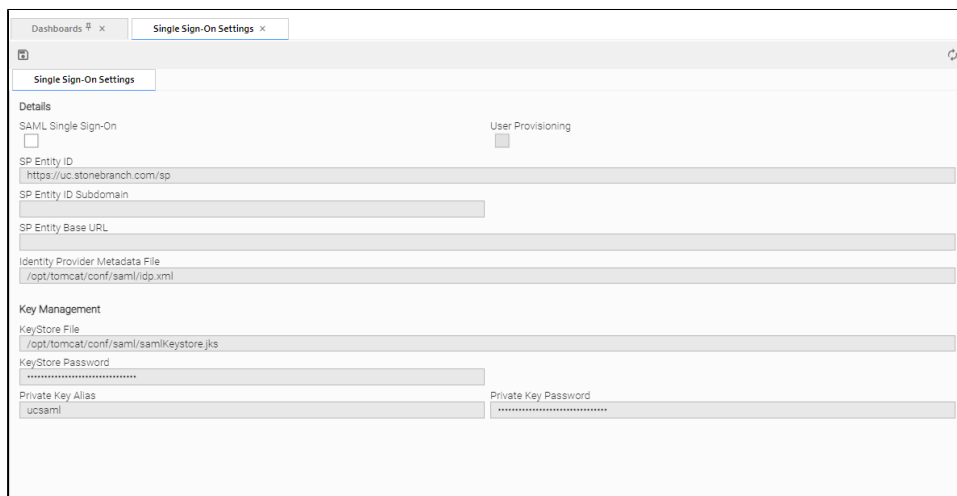 Dashboards
Single Sign-On Settings
Single Sign-On Settings
Details
SAML Single Sign-On User Provisioning
SP Entity ID
https://uc.stonebranch.com/sp
SP Entity ID Subdomain
SP Entity Base URL
Identity Provider Metadata File
/opt/tomcat/conf/saml/idp.xml
Key Management
KeyStore File
/opt/tomcat/conf/saml/samlKeystore.jks
KeyStore Password
Private Key Alias Private Key Password
ucsaml